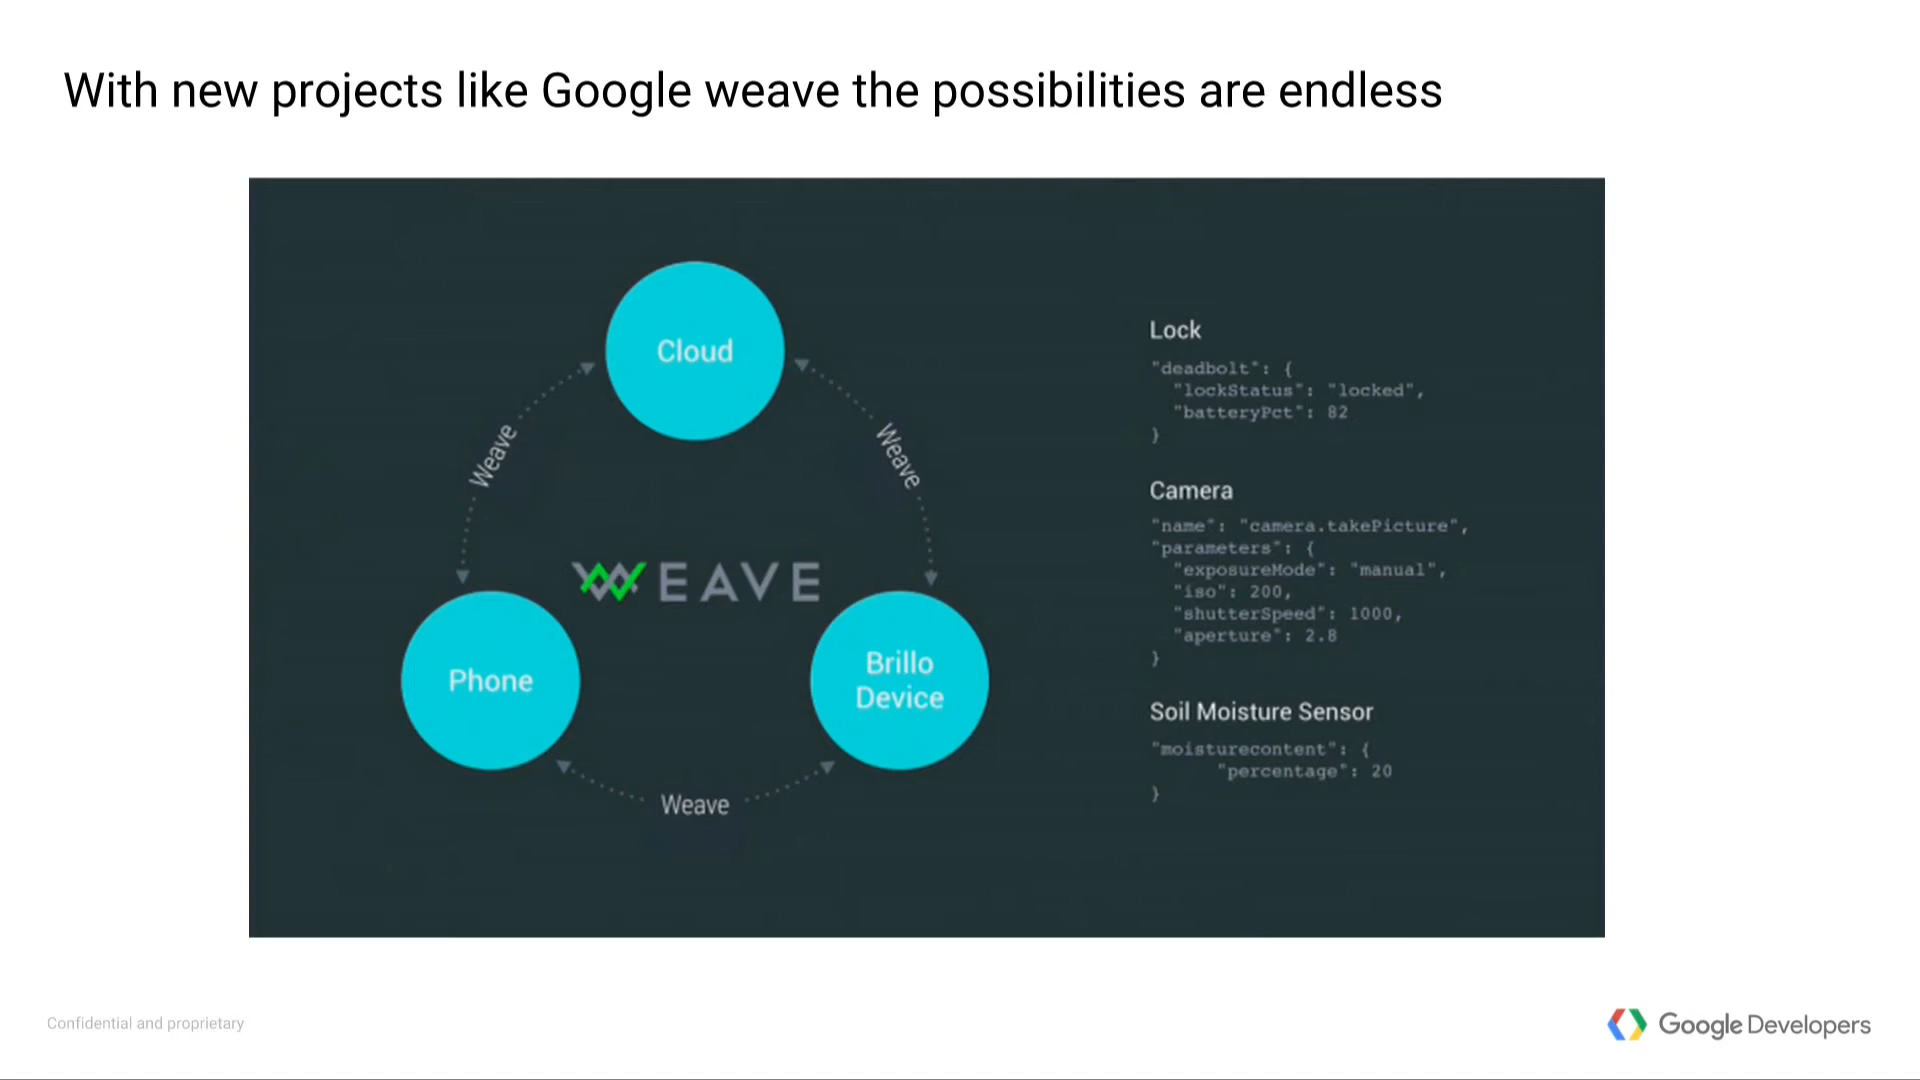 With new projects like Google weave the possibilities are endless
Cloud
Weave
Weave
WEAVE
Phone
Brillo
Device
Weave
Lock
"deadbolt": {
"lockStatus": "locked",
"batteryPct": 82
}
Camera
"name": "camera.takePicture",
"parameters": {
"exposureMode": "manual",
"iso": 200,
"shutterSpeed": 1000,
"aperture": 2.8
}
Soil Moisture Sensor
"moisturecontent": {
"percentage": 20
}
Confidential and proprietary
Google Developers